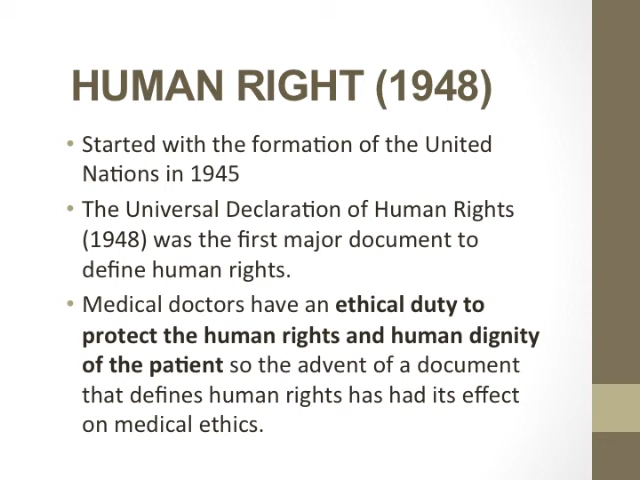 HUMAN RIGHT (1948)
• Started with the formation of the United
Nations in 1945
• The Universal Declaration of Human Rights
(1948) was the first major document to
define human rights.
• Medical doctors have an ethical duty to
protect the human rights and human dignity
of the patient so the advent of a document
that defines human rights has had its effect
on medical ethics.